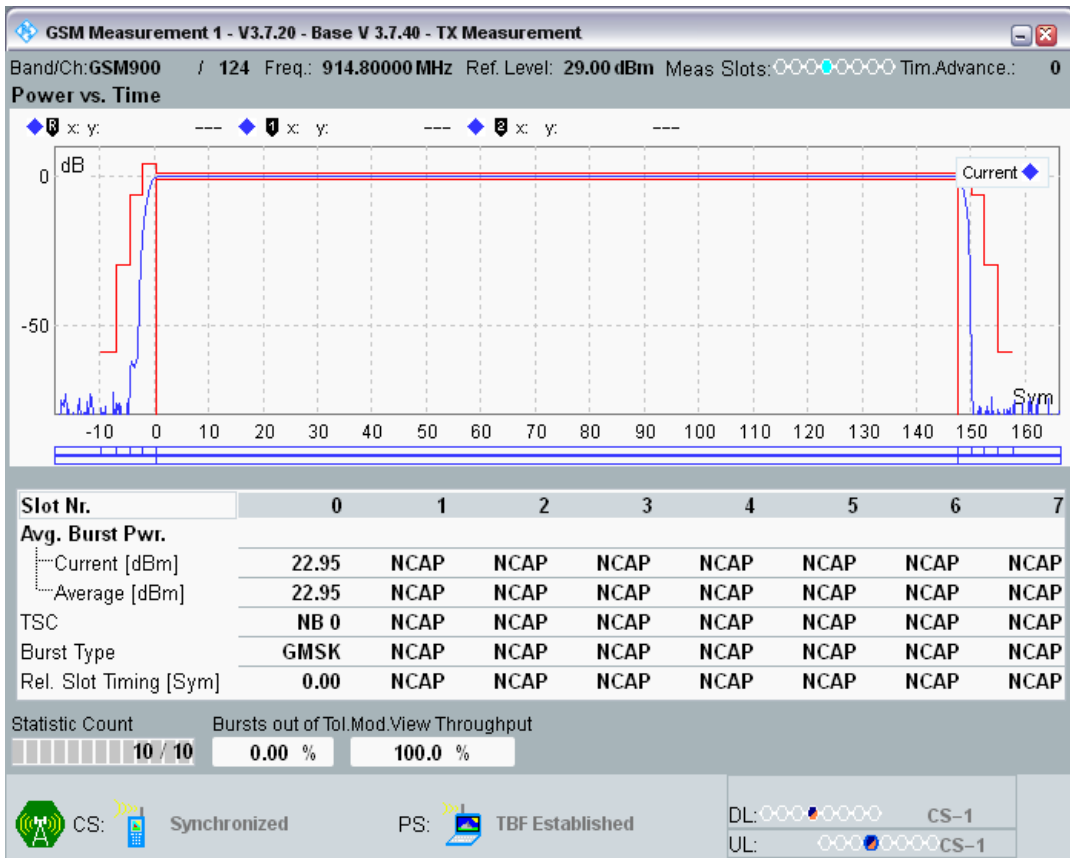 GSM Measurement 1 - V3.7.20 - Base V 3.7.40 - TX Measurement
Band/Ch:GSM900 / 124 Freq.: 914.80000 MHz Ref. Level: 29.00 dBm Meas Slots: Tim.Advance.: 0
Power vs. Time
R x: y: --- 1 x: y: --- 2 x: y: ---
dB
Current
0
-50
Sym
-10 0 10 20 30 40 50 60 70 80 90 100 110 120 130 140 150 160
Slot Nr. 0 1 2 3 4 5 6 7
Avg. Burst Pwr.
Current [dBm] 22.95 NCAP NCAP NCAP NCAP NCAP NCAP NCAP
Average [dBm] 22.95 NCAP NCAP NCAP NCAP NCAP NCAP NCAP
TSC NB 0 NCAP NCAP NCAP NCAP NCAP NCAP NCAP
Burst Type GMSK NCAP NCAP NCAP NCAP NCAP NCAP NCAP
Rel. Slot Timing [Sym] 0.00 NCAP NCAP NCAP NCAP NCAP NCAP NCAP
Statistic Count Bursts out of Tol.Mod.View Throughput
10 / 10 0.00 % 100.0 %
CS: Synchronized PS: TBF Established
DL: CS-1
UL: CS-1